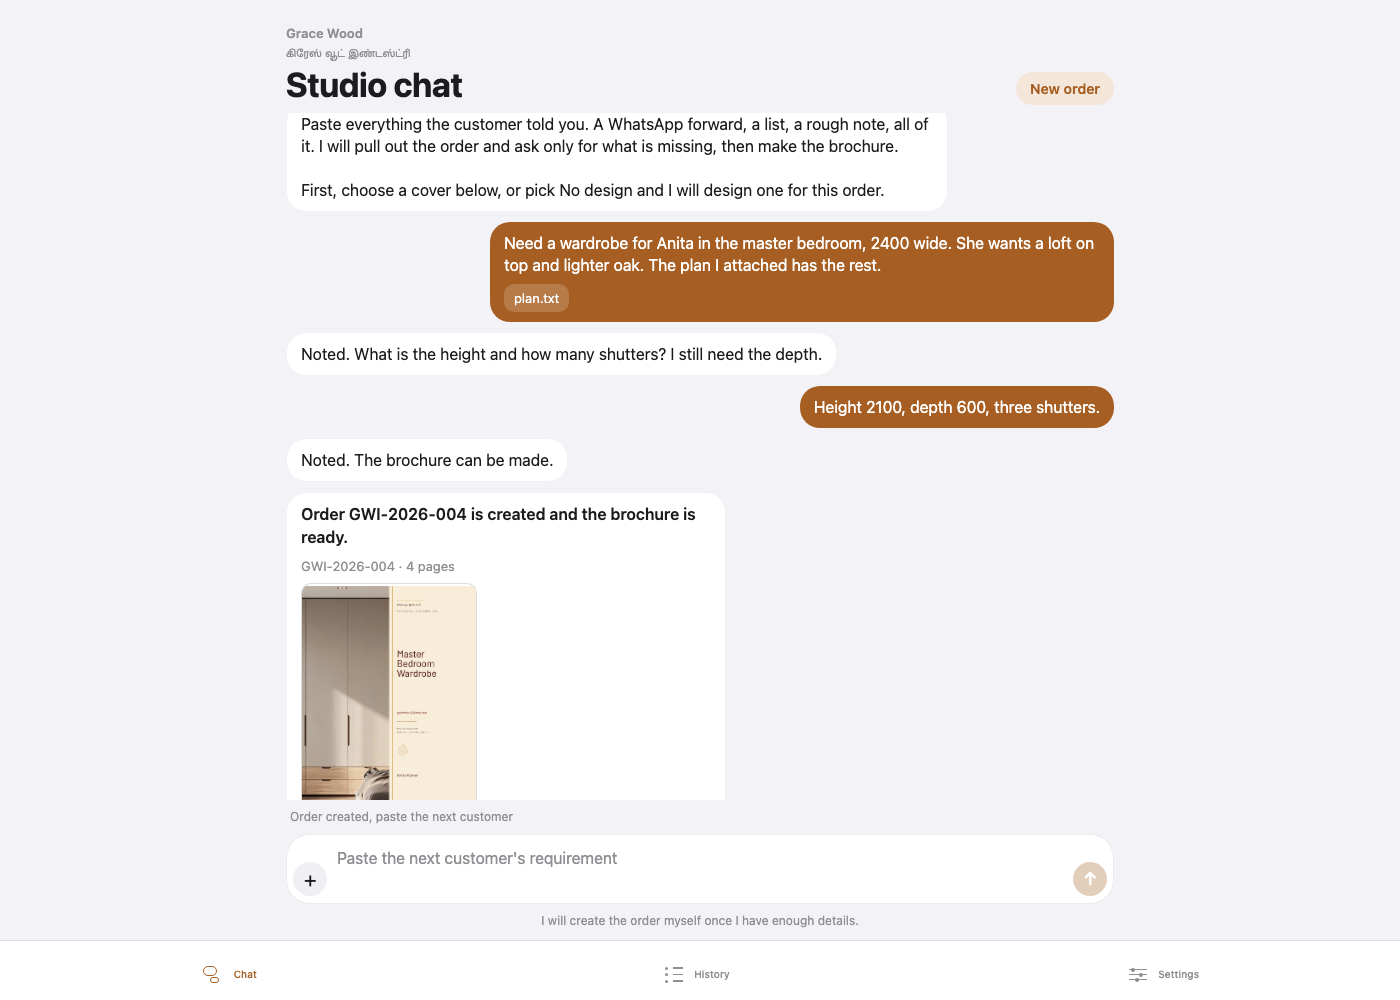 Grace Wood
கிரேஸ் வூட் இண்டஸ்ட்ரி
Studio chat
New order
Paste everything the customer told you. A WhatsApp forward, a list, a rough note, all of
it. I will pull out the order and ask only for what is missing, then make the brochure.
First, choose a cover below, or pick No design and I will design one for this order.
Need a wardrobe for Anita in the master bedroom, 2400 wide. She wants a loft on
top and lighter oak. The plan I attached has the rest.
plan.txt
Noted. What is the height and how many shutters? I still need the depth.
Height 2100, depth 600, three shutters.
Noted. The brochure can be made.
Order GWI-2026-004 is created and the brochure is
ready.
GWI-2026-004 · 4 pages
Master
Bedroom
Wardrobe
Order created, paste the next customer
Paste the next customer's requirement
I will create the order myself once I have enough details.
Chat
History
Settings